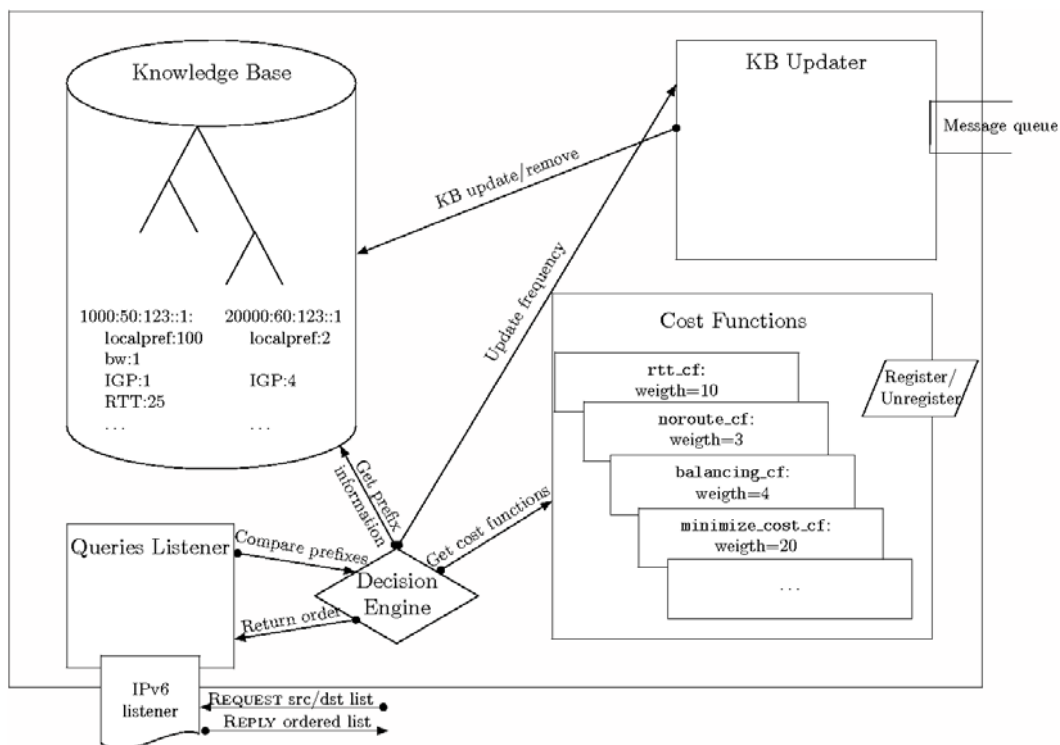 Knowledge Base
KB Updater
Message queue
KB update/remove
Update frequency
1000:50:123::1:
localpref:100
bw:1
IGP:1
RTT:25
...
20000:60:123::1
localpref:2
IGP:4
...
Cost Functions
rtt_cf:
weigth=10
noroute_cf:
weigth=3
balancing_cf:
weigth=4
minimize_cost_cf:
weigth=20
...
Register/
Unregister
Get prefix
information
Get cost functions
Queries Listener
Compare prefixes
Decision
Engine
Return order
IPv6
listener
REQUEST src/dst list
REPLY ordered list